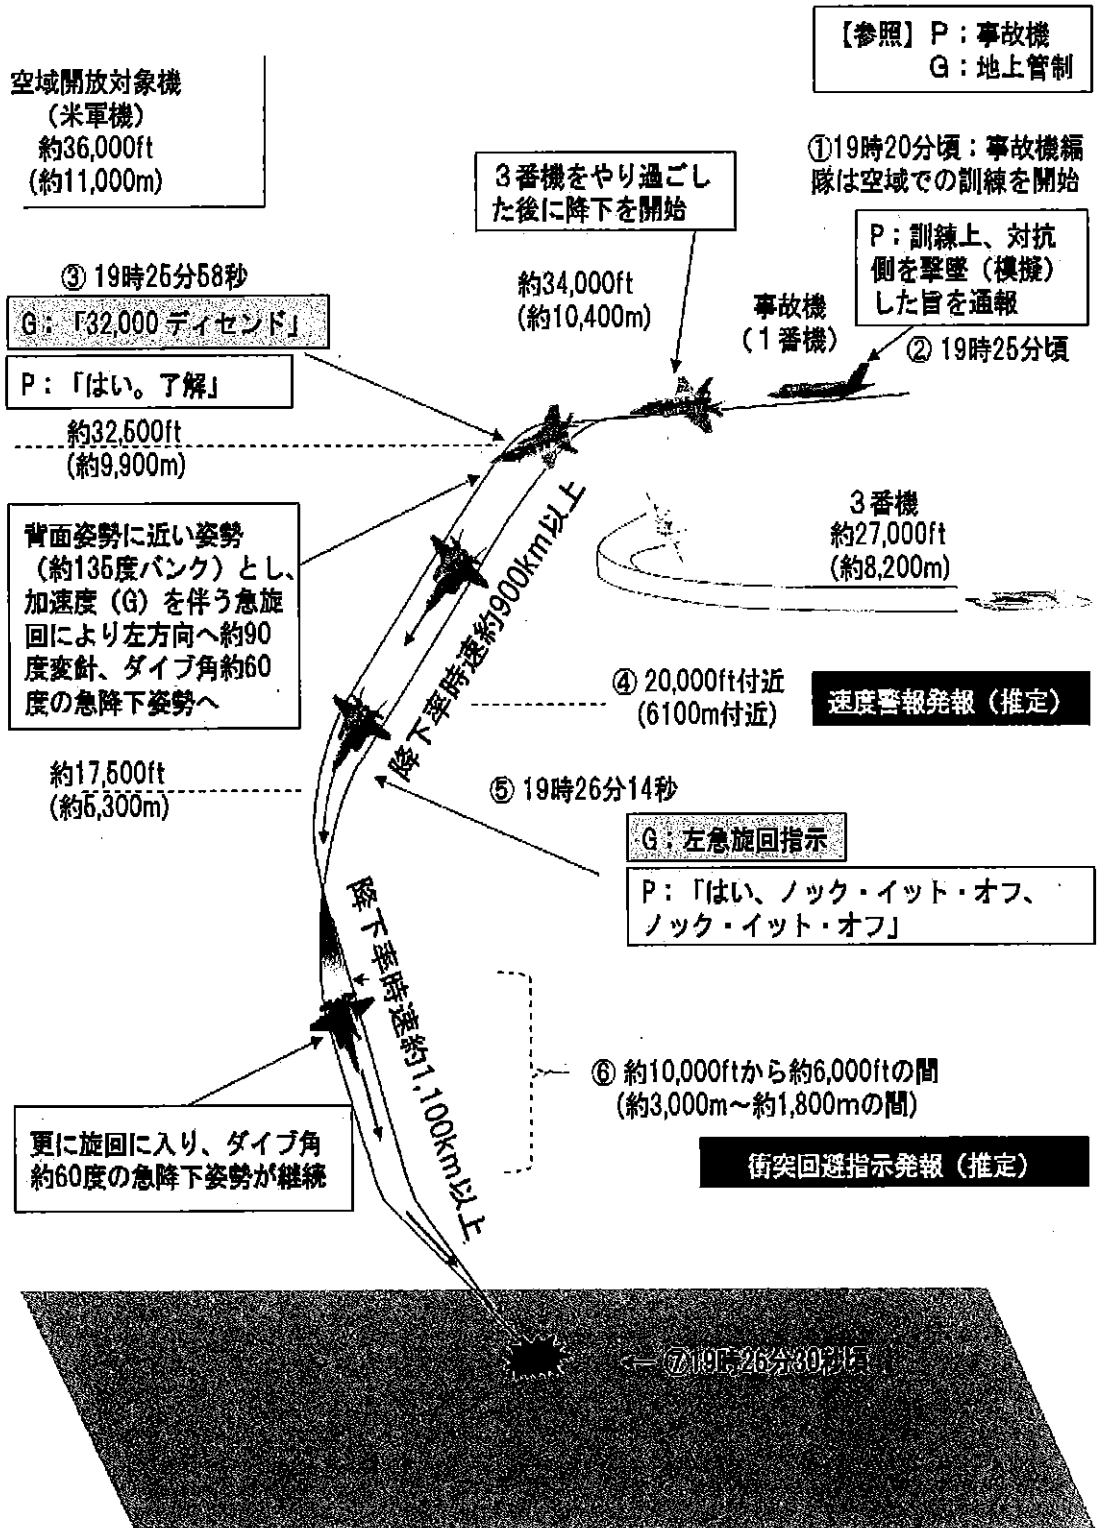 【参照】P：事故機
G：地上管制
空域開放対象機
（米軍機）
約36,000ft
(約11,000m)
①19時20分頃：事故機編
隊は空域での訓練を開始
3番機をやり過ごし
た後に降下を開始
P：訓練上、対抗
側を撃墜（模擬）
した旨を通報
② 19時25分頃
約34,000ft
(約10,400m)
事故機
（1番機）
③ 19時25分58秒
G：「32,000 ディセンド」
P：「はい。了解」
約32,500ft
(約9,900m)
背面姿勢に近い姿勢
（約135度バンク）とし、
加速度（G）を伴う急旋
回により左方向へ約90
度変針、ダイブ角約60
度の急降下姿勢へ
降下率時速約900km以上
3番機
約27,000ft
(約8,200m)
④ 20,000ft付近
(6100m付近)
速度警報発報（推定）
約17,500ft
(約5,300m)
⑤ 19時26分14秒
G：左急旋回指示
P：「はい、ノック・イット・オフ、
ノック・イット・オフ」
降下率時速約1,100km以上
⑥ 約10,000ftから約6,000ftの間
(約3,000m～約1,800mの間)
衝突回避指示発報（推定）
更に旋回に入り、ダイブ角
約60度の急降下姿勢が継続
⑦19時26分30秒頃